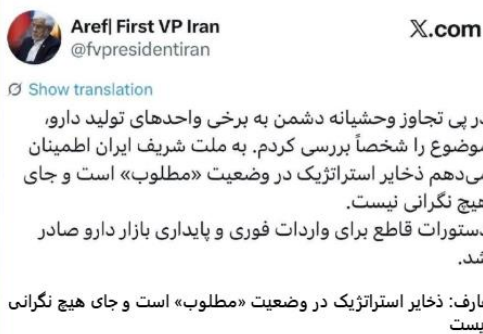 Aref| First VP Iran
X.com
@fvpresidentiran
Show translation
در پی تجاوز وحشیانه دشمن به برخی واحدهای تولید دارو،
موضوع را شخصاً بررسی کردم. به ملت شریف ایران اطمینان
می‌دهم ذخایر استراتژیک در وضعیت «مطلوب» است و جای
هیچ نگرانی نیست.
دستورات قاطع برای واردات فوری و پایداری بازار دارو صادر
شد.
عارف: ذخایر استراتژیک در وضعیت «مطلوب» است و جای هیچ نگرانی
نیست